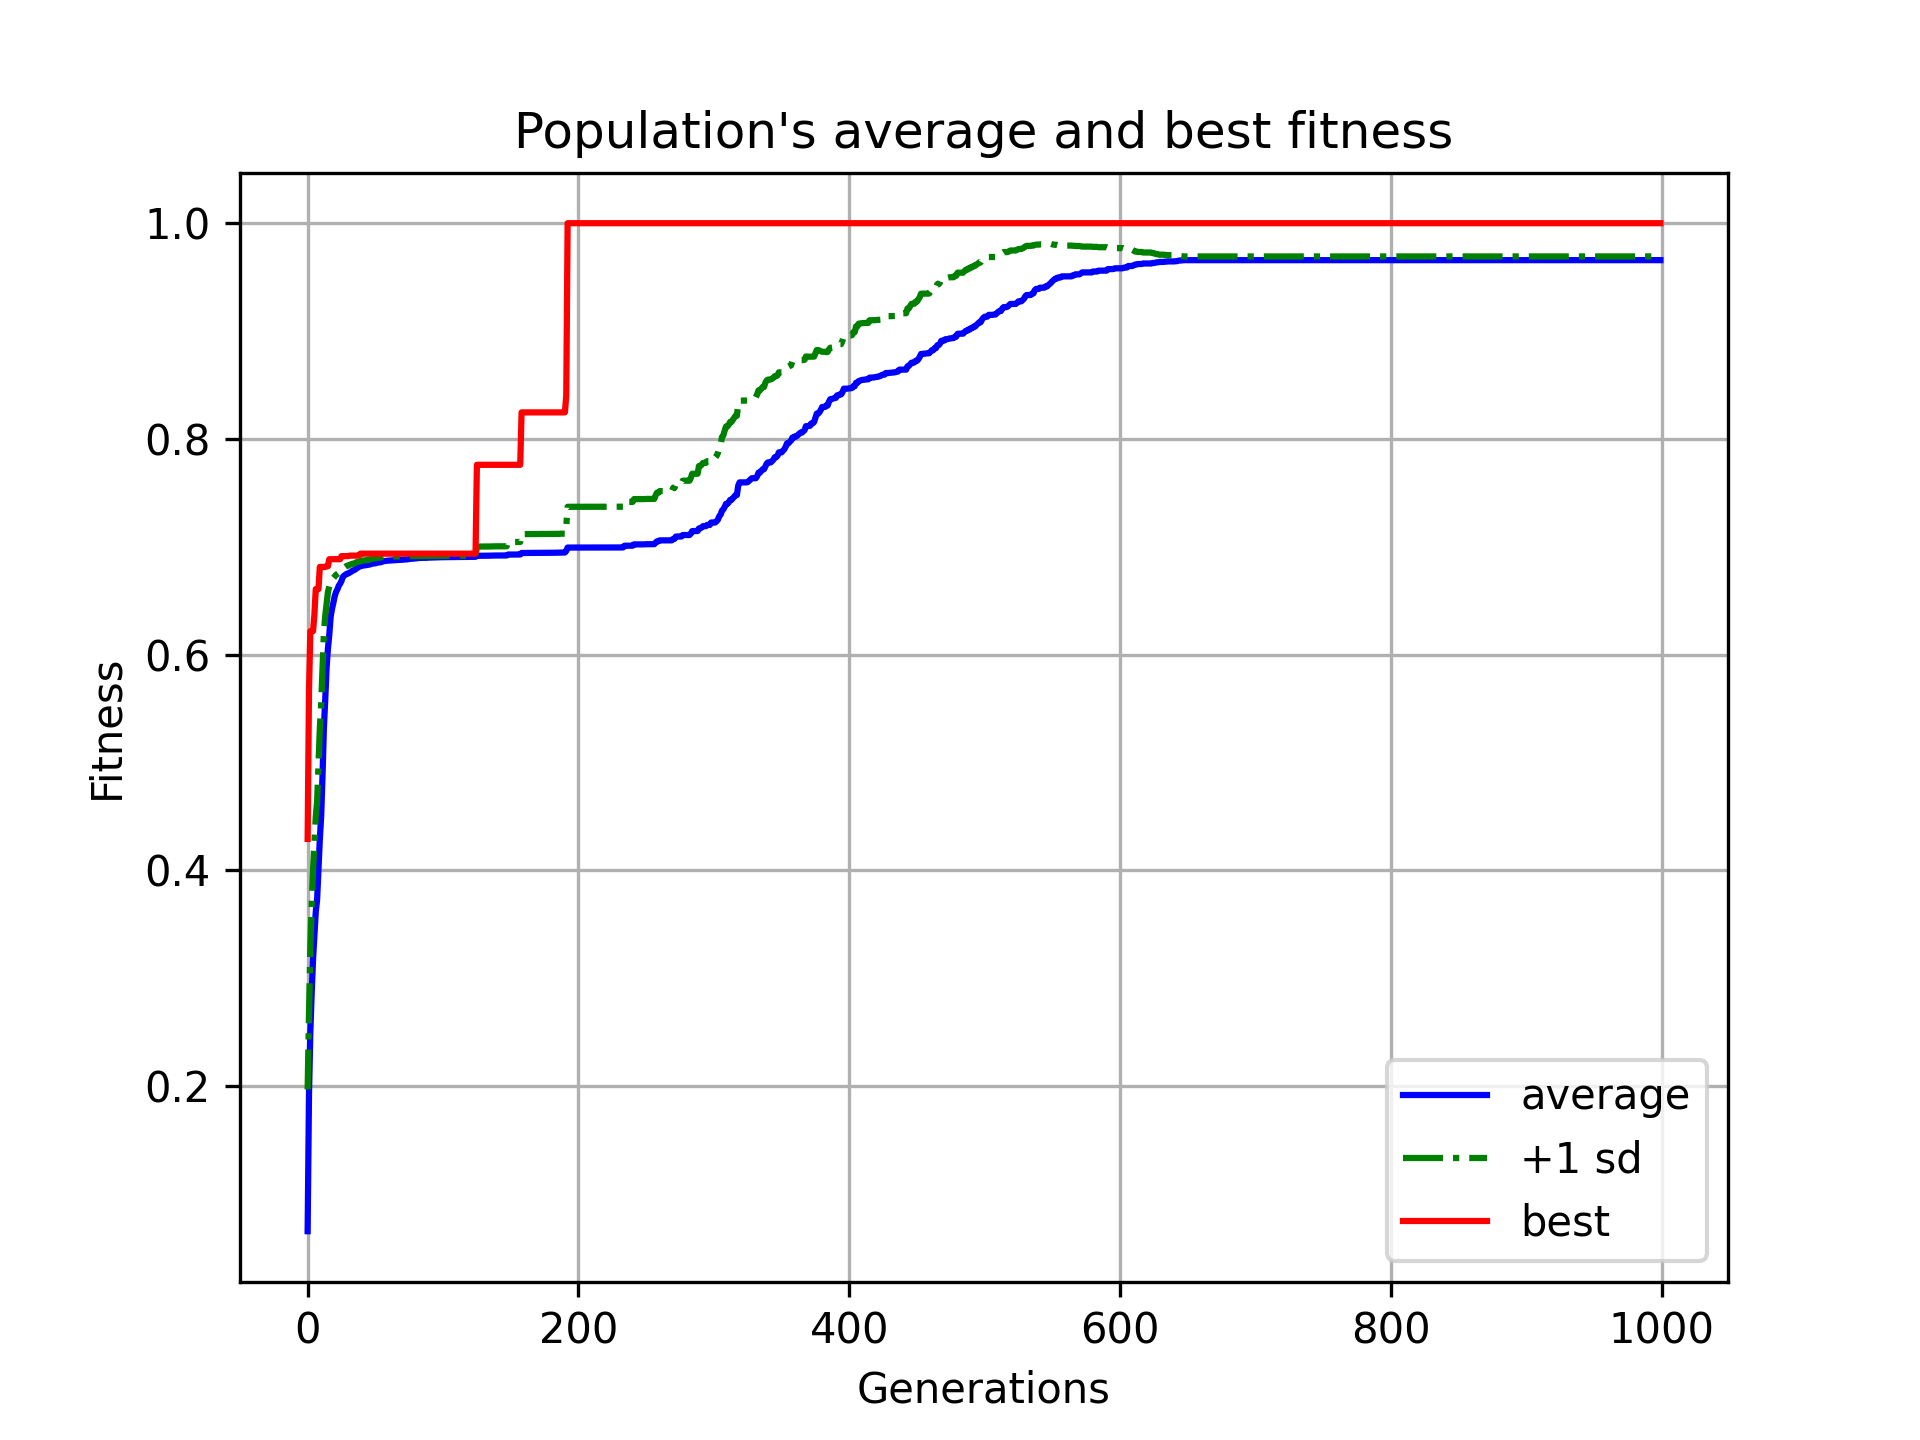 Population's average and best fitness
1.0
0.8
0.6
0.4
0.2
Fitness
average
+1 sd
best
0 200 400 600 800 1000
Generations